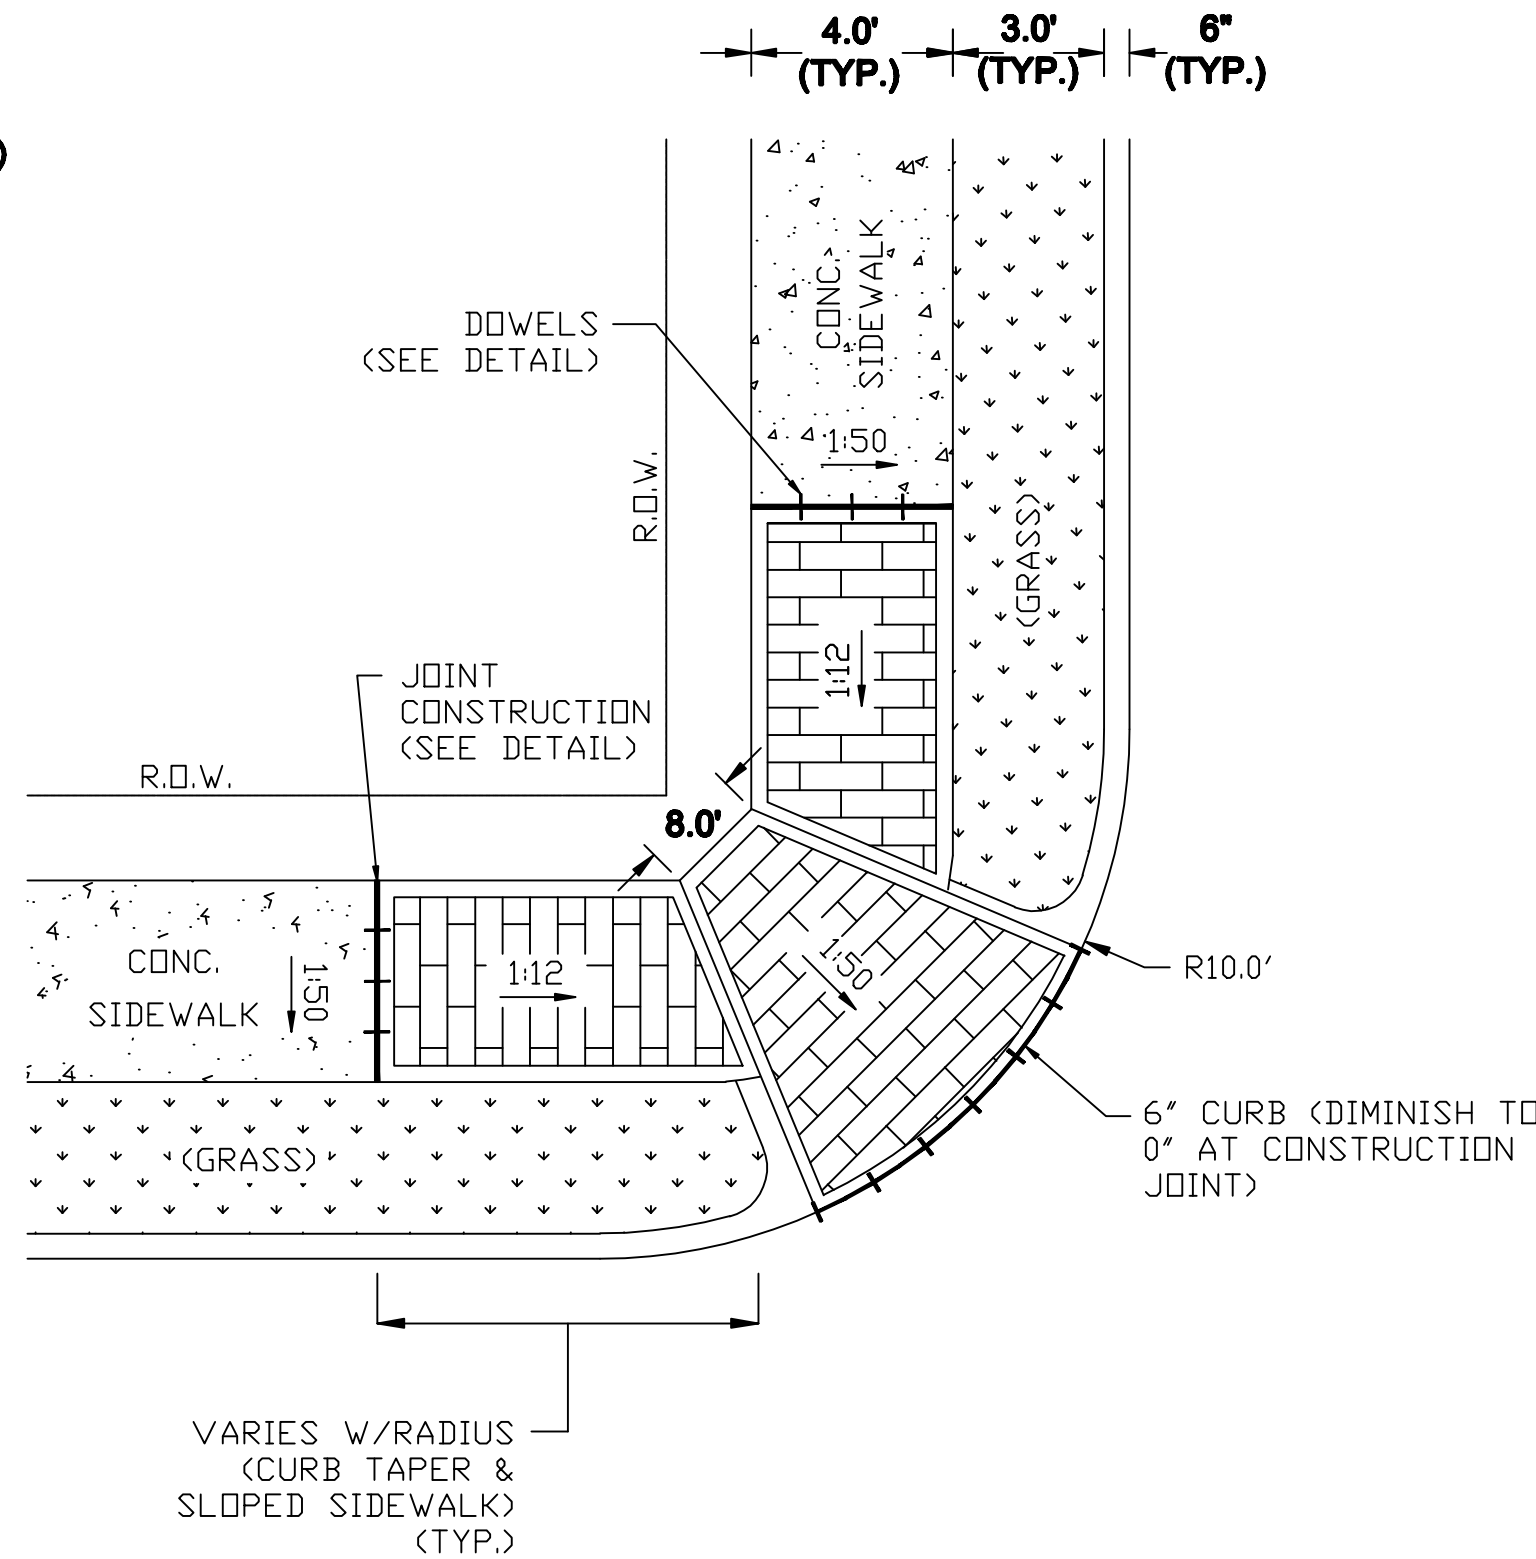 4.0'
(TYP.)
3.0'
(TYP.)
6"
(TYP.)
)
CONC.
SIDEWALK
DOWELS
(SEE DETAIL)
1:50
R.O.W.
(GRASS)
1:12
JOINT
CONSTRUCTION
(SEE DETAIL)
R.O.W.
8.0'
CONC.
SIDEWALK
1:50
1:12
1:50
R10.0'
6" CURB (DIMINISH TO
0" AT CONSTRUCTION
JOINT)
(GRASS)
VARIES W/RADIUS
(CURB TAPER &
SLOPED SIDEWALK)
(TYP.)